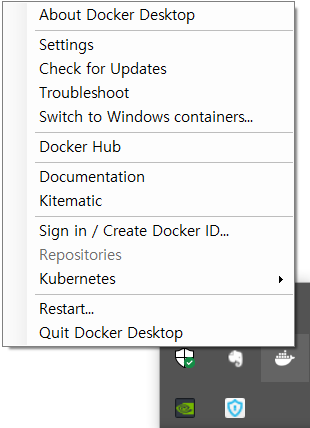 About Docker Desktop
Settings
Check for Updates
Troubleshoot
Switch to Windows containers...
Docker Hub
Documentation
Kitematic
Sign in / Create Docker ID...
Repositories
Kubernetes
Restart...
Quit Docker Desktop